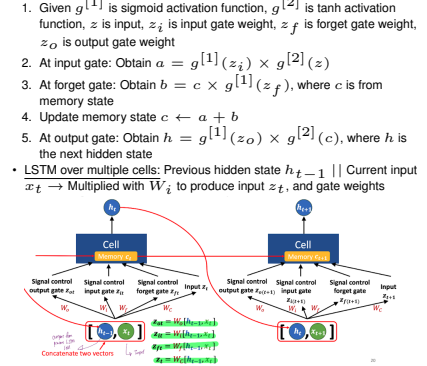 1. Given g^[1] is sigmoid activation function, g^[2] is tanh activation
function, z is input, z_i is input gate weight, z_f is forget gate weight,
z_o is output gate weight
2. At input gate: Obtain a = g^[1](z_i) × g^[2](z)
3. At forget gate: Obtain b = c × g^[1](z_f), where c is from
memory state
4. Update memory state c ← a + b
5. At output gate: Obtain h = g^[1](z_o) × g^[2](c), where h is
the next hidden state
• LSTM over multiple cells: Previous hidden state h_{t−1} || Current input
x_t → Multiplied with W_i to produce input z_t, and gate weights
h_t
h_{t+1}
Cell
Cell
Memory c_t
Memory c_{t+1}
Signal control
output gate z_{ot}
Signal control
input gate z_{it}
Signal control
forget gate z_{ft}
Input z_t
Signal control
output gate z_{o(t+1)}
Signal control
input gate
z_{i(t+1)}
Signal control
forget gate
z_{f(t+1)}
Input
z_{t+1}
W_o
W_i
W_f
W_c
W_o
W_i
W_f
W_C
[ h_{t−1}, x_t ]
[ h_t, x_{t+1} ]
Input
Concatenate two vectors
z_{ot} = W_o[h_{t−1}, x_t]
z_{it} = W_i[h_{t−1}, x_t]
z_{ft} = W_f[h_{t−1}, x_t]
z_t = W_C[h_{t−1}, x_t]